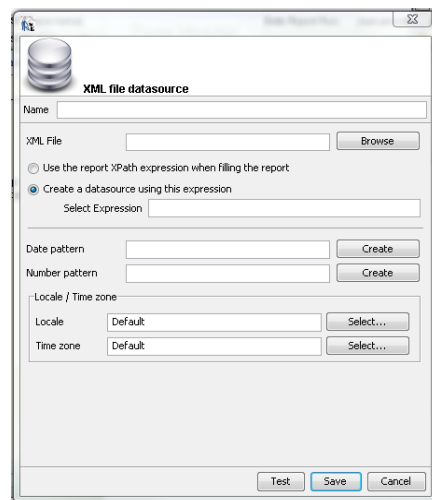 XML file datasource
Name
XML File Browse
Use the report XPath expression when filling the report
Create a datasource using this expression
Select Expression
Date pattern Create
Number pattern Create
Locale / Time zone
Locale Default Select...
Time zone Default Select...
Test Save Cancel